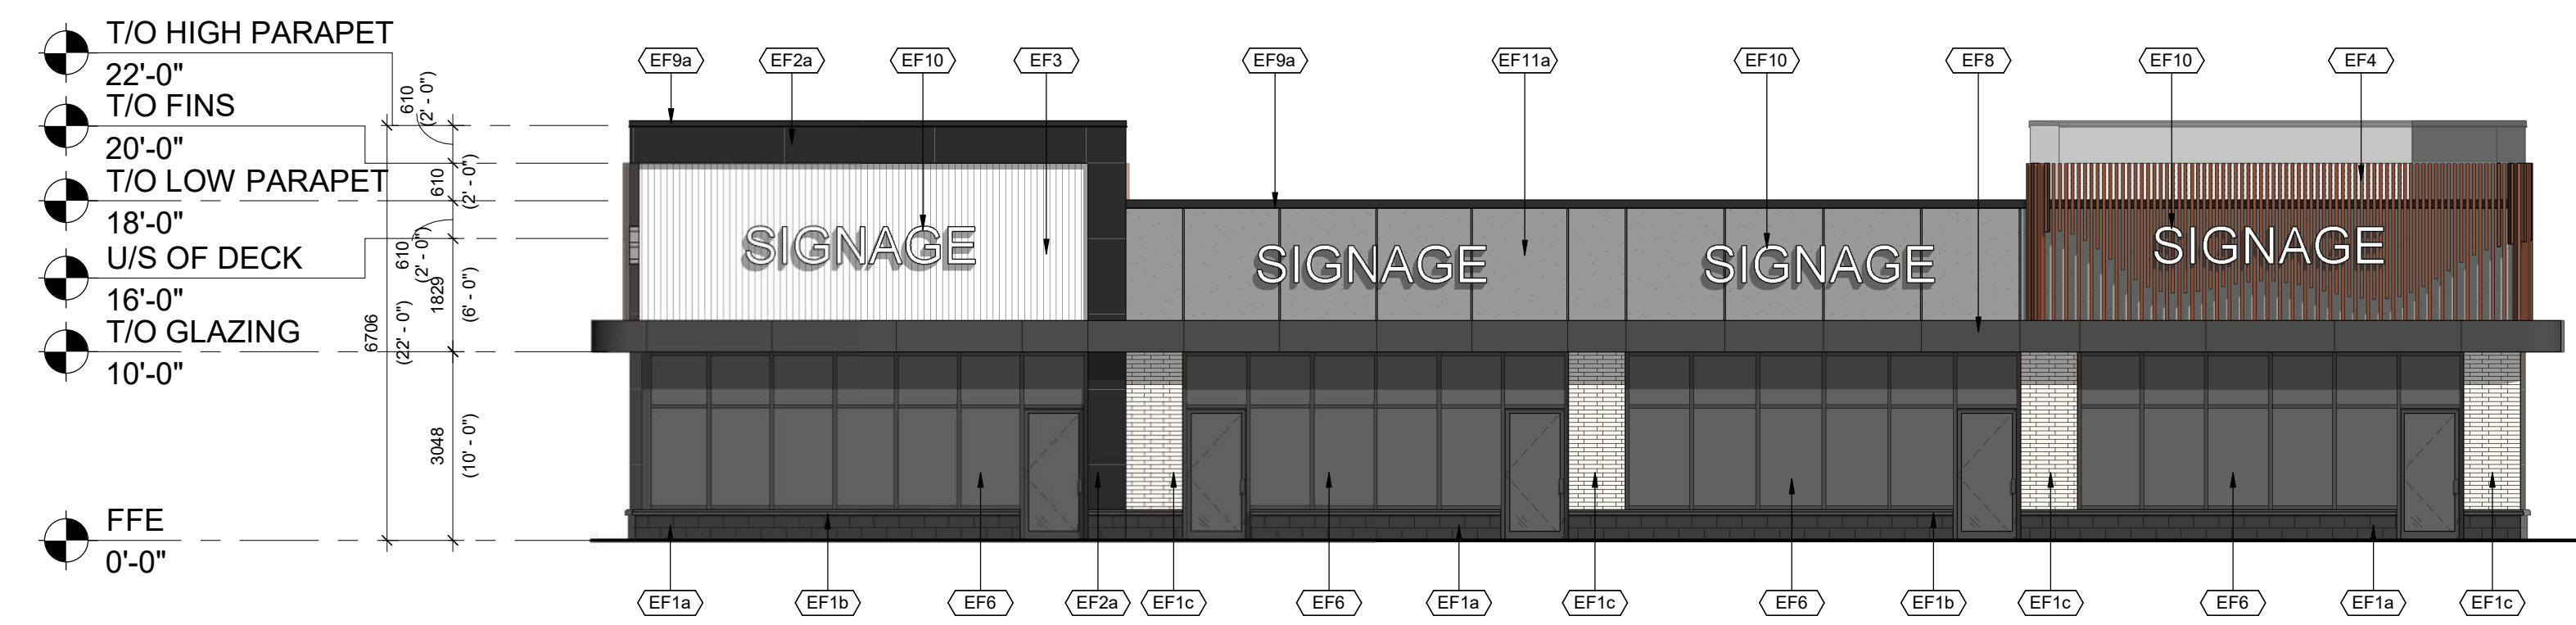 T/O HIGH PARAPET
22'-0"
T/O FINS
20'-0"
T/O LOW PARAPET
18'-0"
U/S OF DECK
16'-0"
T/O GLAZING
10'-0"
FFE
0'-0"
6706
(22' - 0")
610
(2' - 0")
610
(2' - 0")
610
(2' - 0")
1829
(6' - 0")
3048
(10' - 0")
EF9a EF2a EF10 EF3 EF9a EF11a EF10 EF8 EF10 EF4
SIGNAGE SIGNAGE SIGNAGE SIGNAGE
EF1a EF1b EF6 EF2a EF1c EF6 EF1a EF1c EF6 EF1b EF1c EF6 EF1a EF1c